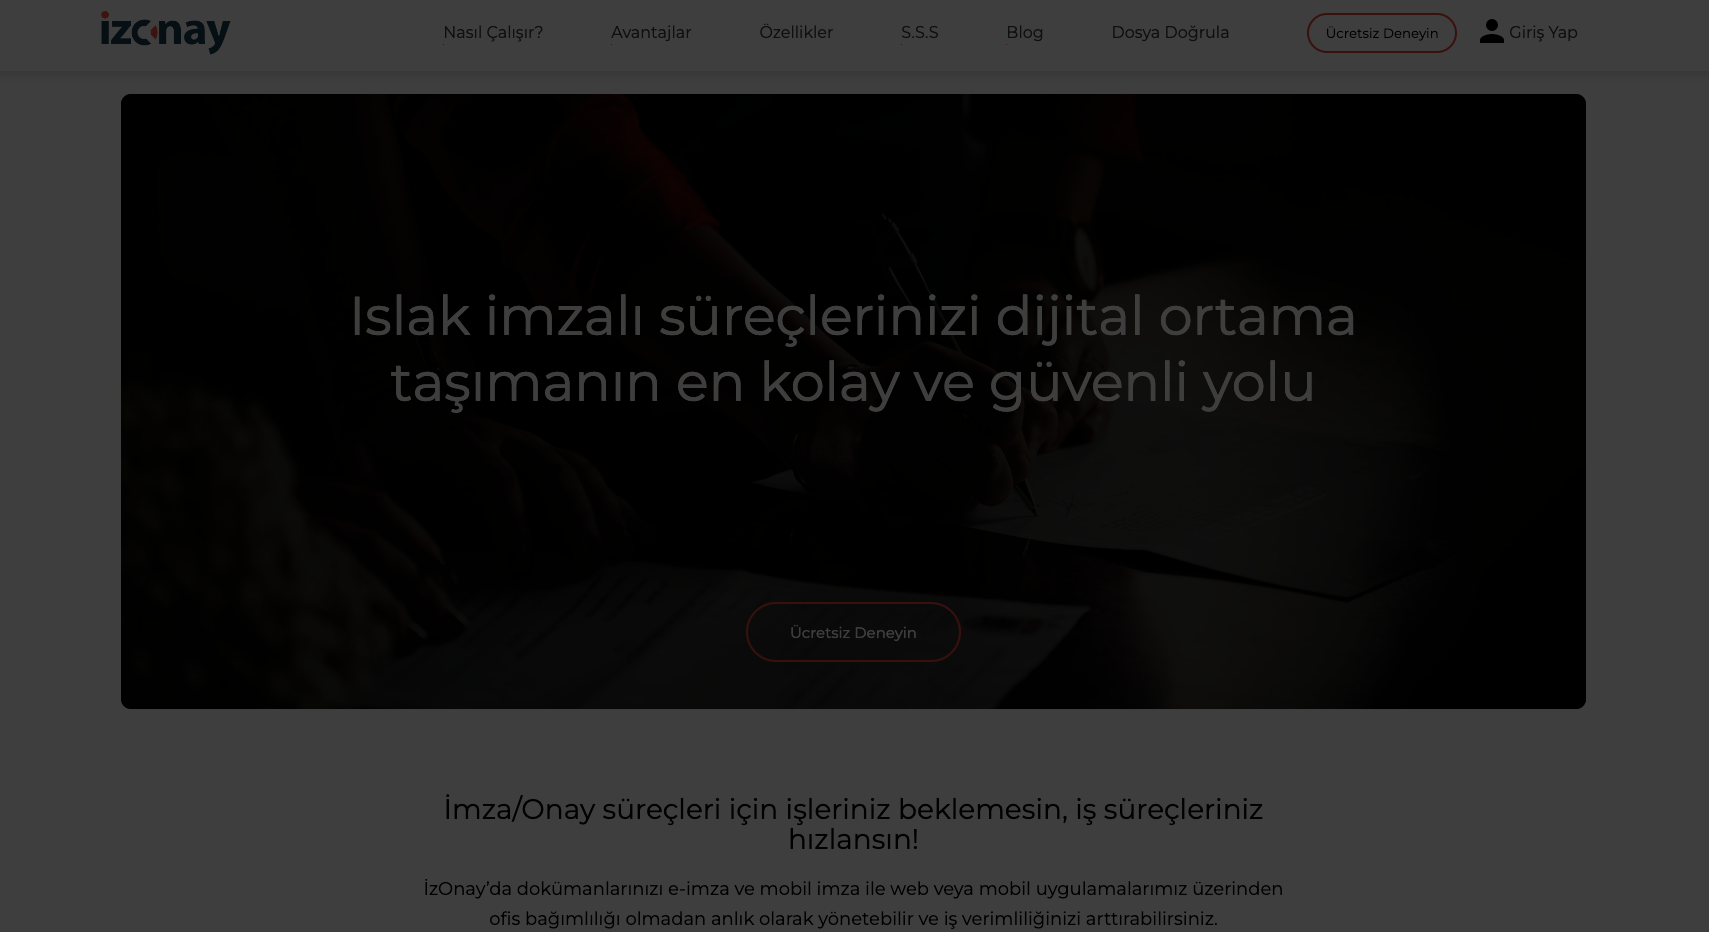 izonay
Nasıl Çalışır?
Avantajlar
Özellikler
S.S.S
Blog
Dosya Doğrula
Ücretsiz Deneyin
Giriş Yap
Islak imzalı süreçlerinizi dijital ortama
taşımanın en kolay ve güvenli yolu
Ücretsiz Deneyin
İmza/Onay süreçleri için işleriniz beklemesin, iş süreçleriniz
hızlansın!
İzOnay’da dokümanlarınızı e-imza ve mobil imza ile web veya mobil uygulamalarımız üzerinden
ofis bağımlılığı olmadan anlık olarak yönetebilir ve iş verimliliğinizi arttırabilirsiniz.